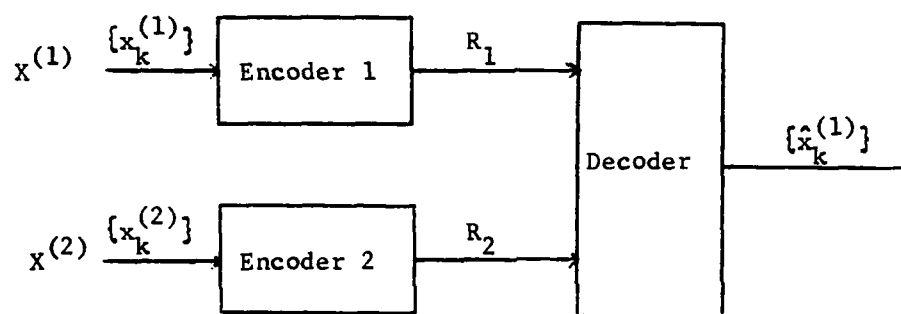 X^(1) {x_k^(1)} Encoder 1 R_1
Decoder {x̂_k^(1)}
X^(2) {x_k^(2)} Encoder 2 R_2